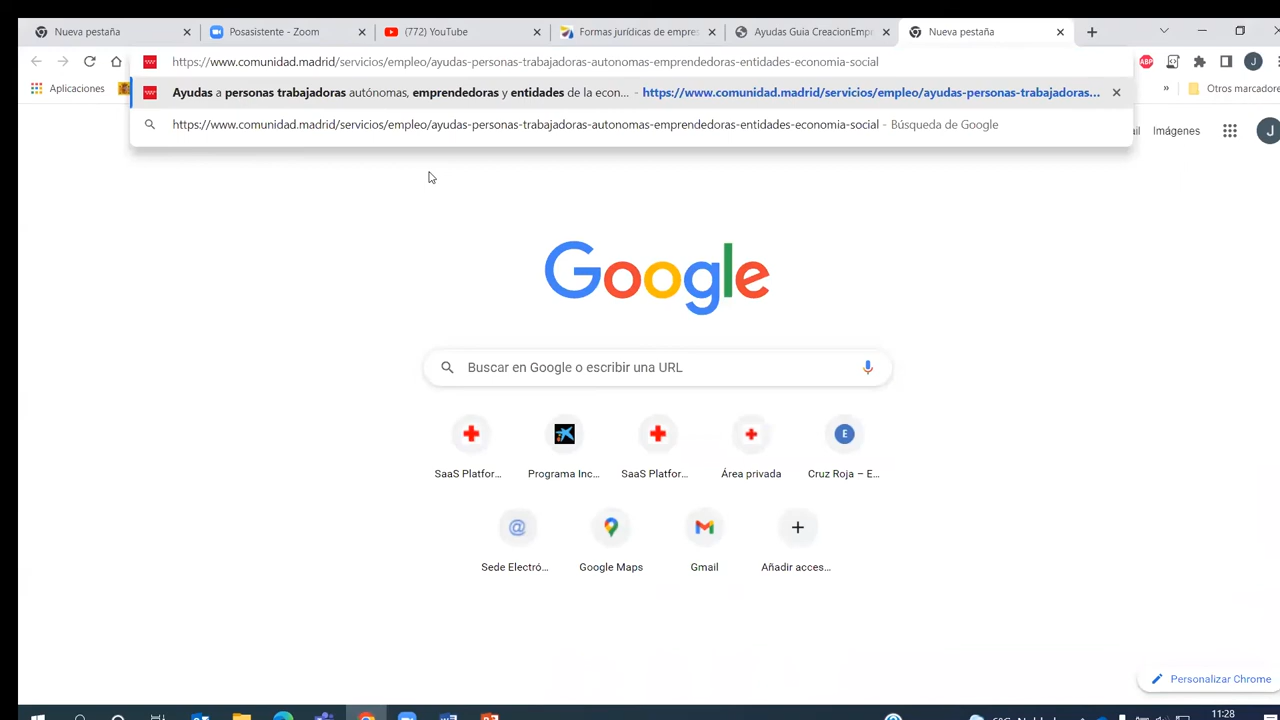 Nueva pestaña
Posasistente - Zoom
(772) YouTube
Formas jurídicas de empres
Ayudas Guia CreacionEmpr
Nueva pestaña
https://www.comunidad.madrid/servicios/empleo/ayudas-personas-trabajadoras-autonomas-emprendedoras-entidades-economia-social
ABP
J
Aplicaciones
Ayudas a personas trabajadoras autónomas, emprendedoras y entidades de la econ... - https://www.comunidad.madrid/servicios/empleo/ayudas-personas-trabajadoras...
» Otros marcadore
https://www.comunidad.madrid/servicios/empleo/ayudas-personas-trabajadoras-autonomas-emprendedoras-entidades-economia-social - Búsqueda de Google
ail Imágenes J
Google
Buscar en Google o escribir una URL
E
SaaS Platfor... Programa Inc... SaaS Platfor... Área privada Cruz Roja – E...
Sede Electró... Google Maps Gmail Añadir acces...
Personalizar Chrome
11:28